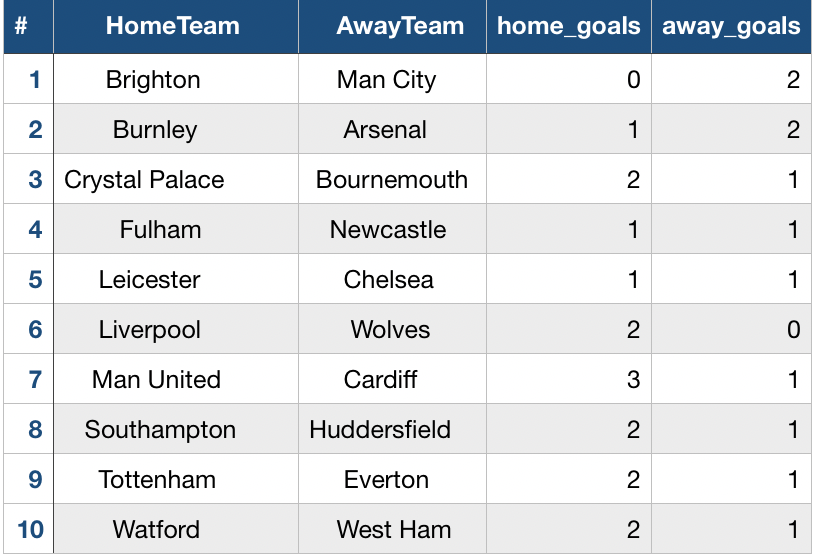 # HomeTeam AwayTeam home_goals away_goals
1 Brighton Man City 0 2
2 Burnley Arsenal 1 2
3 Crystal Palace Bournemouth 2 1
4 Fulham Newcastle 1 1
5 Leicester Chelsea 1 1
6 Liverpool Wolves 2 0
7 Man United Cardiff 3 1
8 Southampton Huddersfield 2 1
9 Tottenham Everton 2 1
10 Watford West Ham 2 1